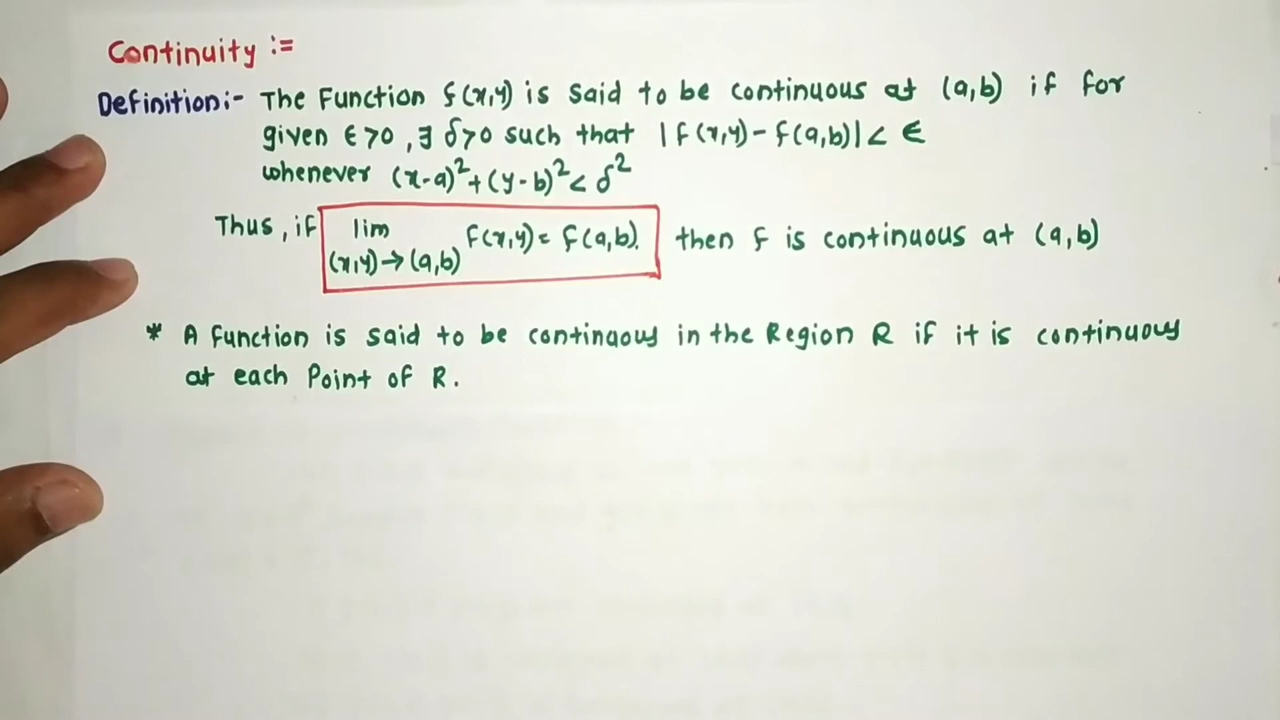 Continuity :=
Definition:- The Function f(x,y) is said to be continuous at (a,b) if for
given ϵ>0, ∃ δ>0 such that |f(x,y)-f(a,b)|< ϵ
whenever (x-a)²+(y-b)²< δ²
Thus, if lim f(x,y)= f(a,b). then f is continuous at (a,b)
(x,y)→(a,b)
* A function is said to be continuous in the Region R if it is continuous
at each Point of R.